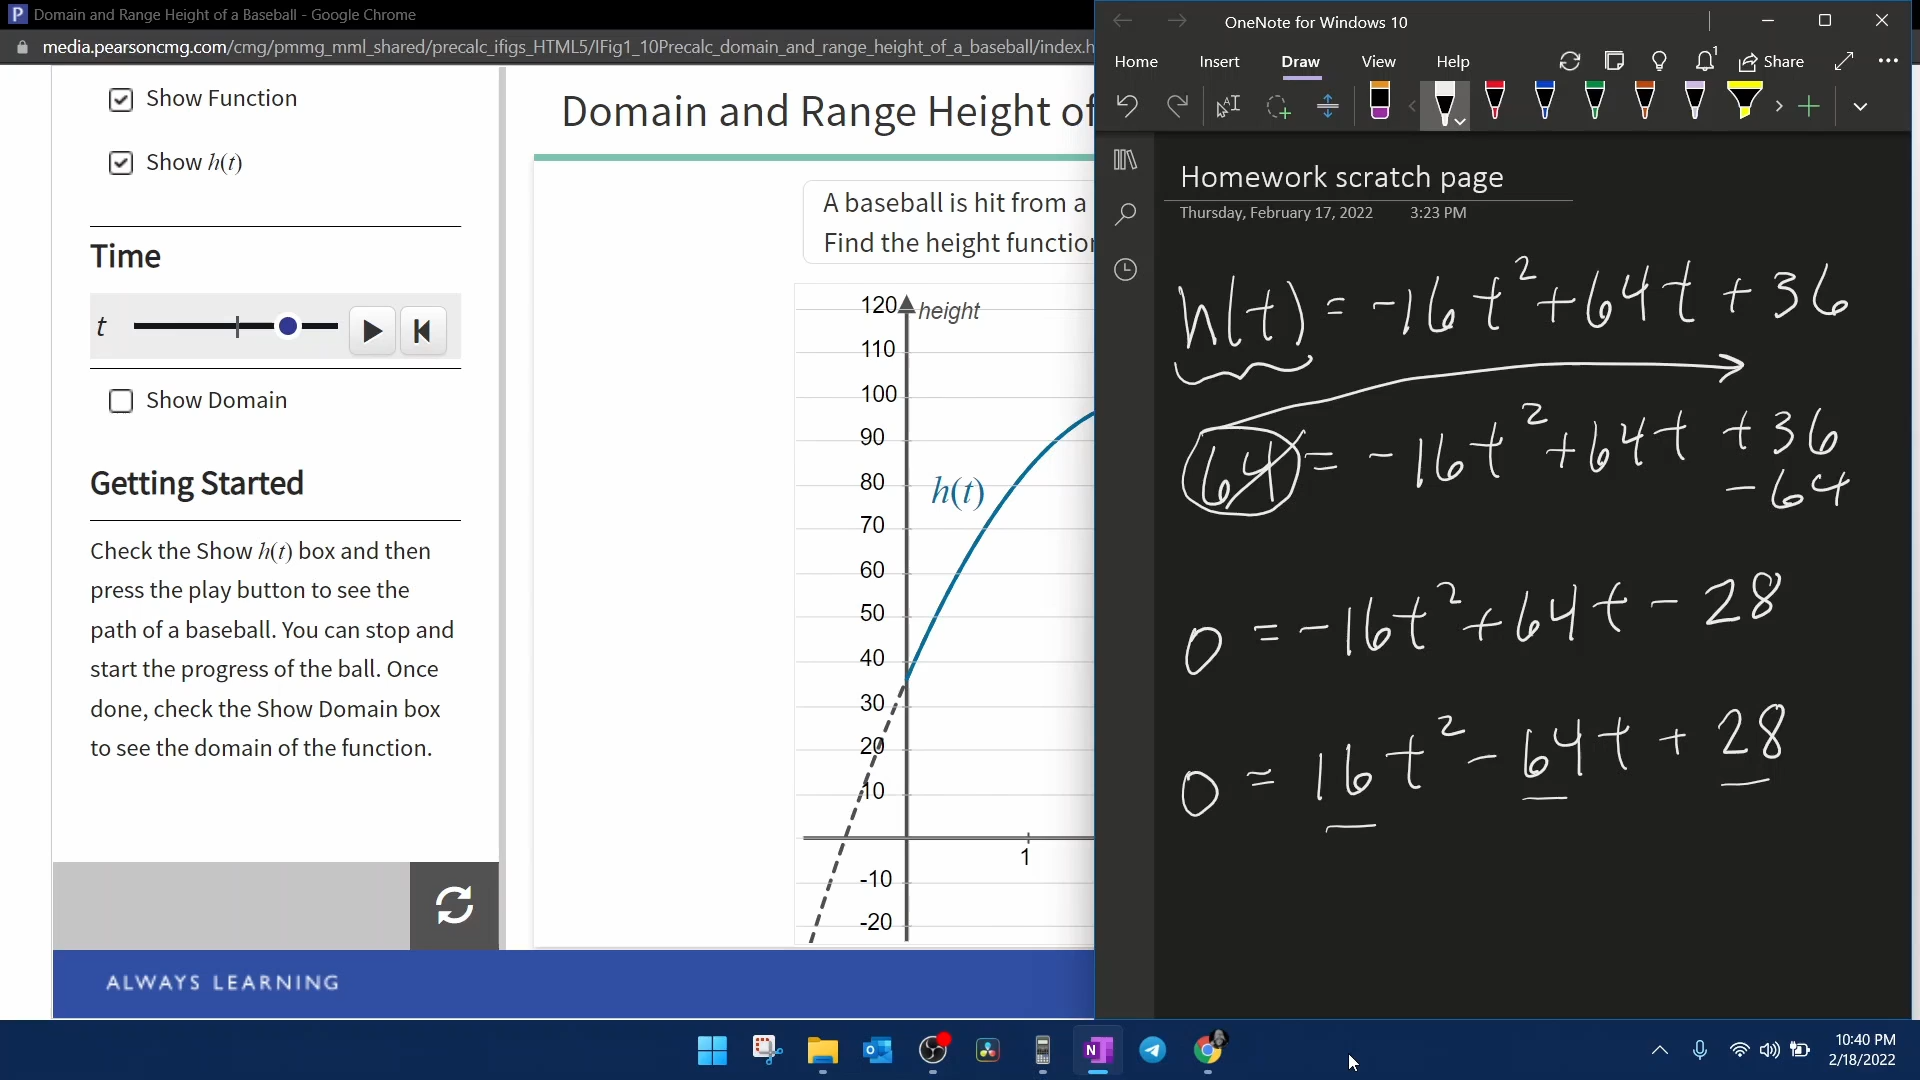 Domain and Range Height of a Baseball - Google Chrome
media.pearsoncmg.com/cmg/pmmg_mml_shared/precalc_ifigs_HTML5/IFig1_10Precalc_domain_and_range_height_of_a_baseball/index.h
Show Function
Show h(t)
Time
t
Show Domain
Getting Started
Check the Show h(t) box and then
press the play button to see the
path of a baseball. You can stop and
start the progress of the ball. Once
done, check the Show Domain box
to see the domain of the function.
ALWAYS LEARNING
Domain and Range Height of
A baseball is hit from a
Find the height function
120
height
110
100
90
80
h(t)
70
60
50
40
30
20
10
1
-10
-20
OneNote for Windows 10
Home Insert Draw View Help
1
Share
Homework scratch page
Thursday, February 17, 2022 3:23 PM
h(t) = -16t² + 64t + 36
64 = -16t² + 64t + 36
- 64
0 = -16t² + 64t - 28
0 = 16t² - 64t + 28
10:40 PM
2/18/2022